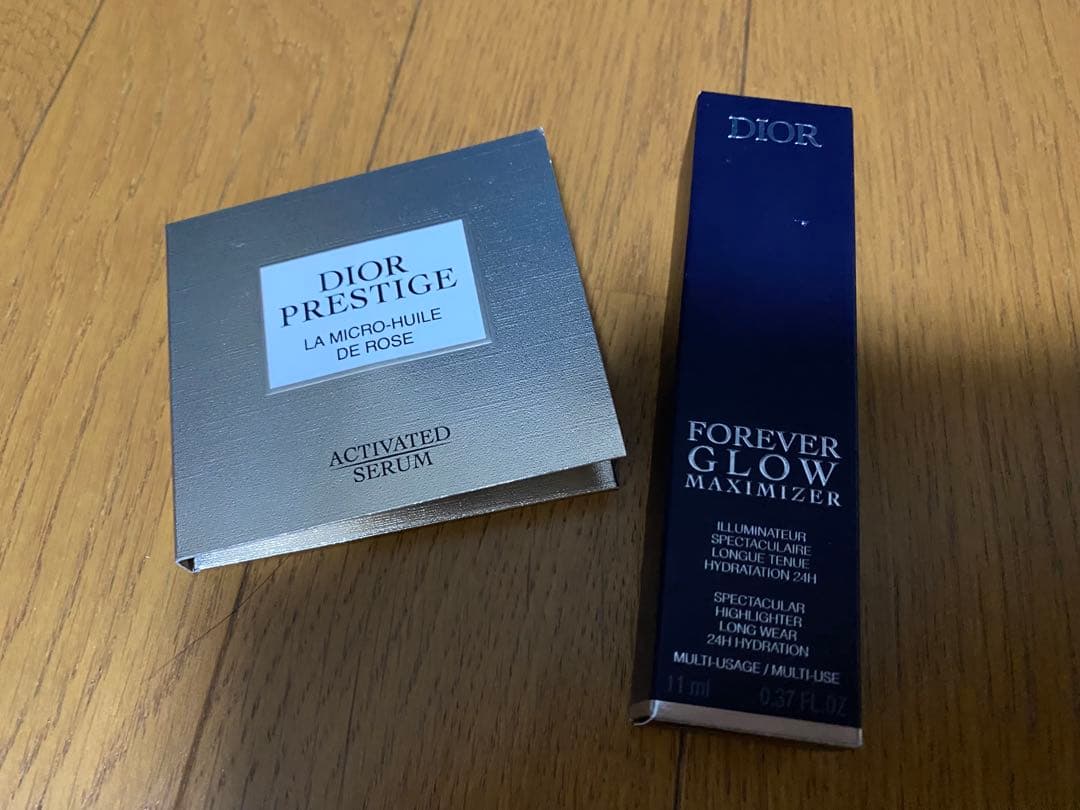 DIOR
PRESTIGE
LA MICRO-HUILE
DE ROSE
ACTIVATED
SERUM
DIOR
FOREVER
GLOW
MAXIMIZER
ILLUMINATEUR
SPECTACULAIRE
LONGUE TENUE
HYDRATATION 24H
SPECTACULAR
HIGHLIGHTER
LONG WEAR
24H HYDRATION
MULTI-USAGE / MULTI-USE
11 ml 0.37 FL.OZ